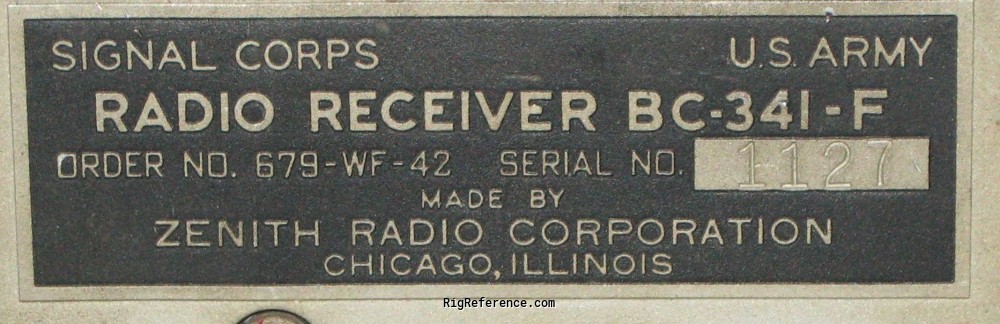 SIGNAL CORPS U.S. ARMY
RADIO RECEIVER BC-341-F
ORDER NO. 679-WF-42 SERIAL NO. 1127
MADE BY
ZENITH RADIO CORPORATION
CHICAGO, ILLINOIS
RigReference.com